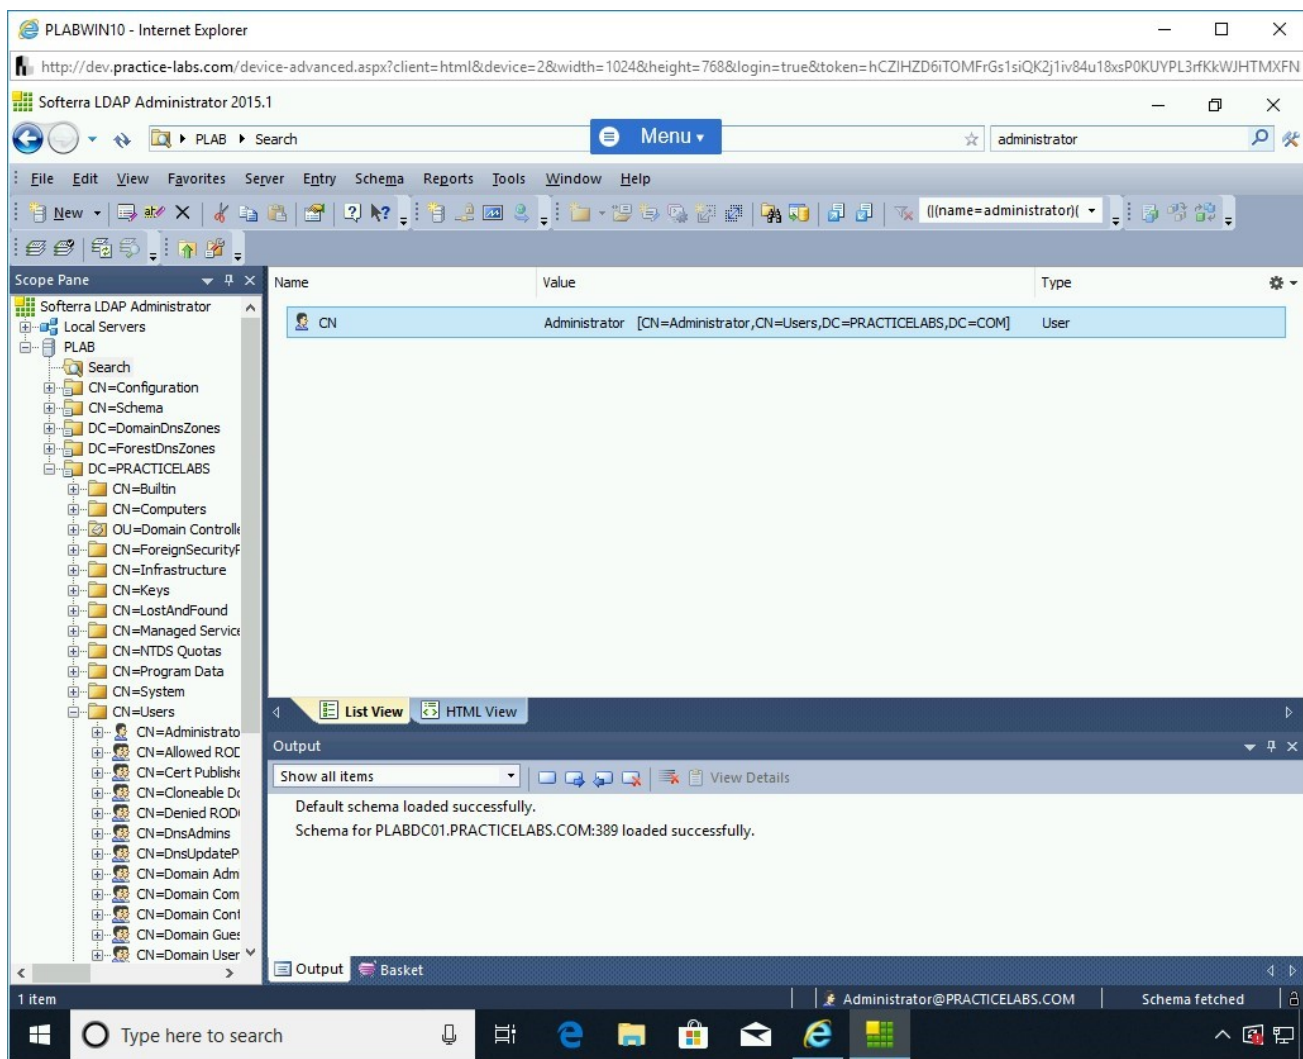 PLABWIN10 - Internet Explorer
http://dev.practice-labs.com/device-advanced.aspx?client=html&device=2&width=1024&height=768&login=true&token=hCZIHZD6iTOMFrGs1siQK2j1iv84u18xsP0KUYPL3rfKkWJHTMXFN
Softerra LDAP Administrator 2015.1
PLAB Search Menu administrator
File Edit View Favorites Server Entry Schema Reports Tools Window Help
New (|(name=administrator)(
Scope Pane
Softerra LDAP Administrator
Local Servers
PLAB
Search
CN=Configuration
CN=Schema
DC=DomainDnsZones
DC=ForestDnsZones
DC=PRACTICELABS
CN=Builtin
CN=Computers
OU=Domain Controlle
CN=ForeignSecurityP
CN=Infrastructure
CN=Keys
CN=LostAndFound
CN=Managed Service
CN=NTDS Quotas
CN=Program Data
CN=System
CN=Users
CN=Administrato
CN=Allowed ROD
CN=Cert Publishe
CN=Cloneable Do
CN=Denied ROD
CN=DnsAdmins
CN=DnsUpdateP
CN=Domain Adm
CN=Domain Com
CN=Domain Cont
CN=Domain Gues
CN=Domain User
Name Value Type
CN Administrator [CN=Administrator,CN=Users,DC=PRACTICELABS,DC=COM] User
List View HTML View
Output
Show all items View Details
Default schema loaded successfully.
Schema for PLABDC01.PRACTICELABS.COM:389 loaded successfully.
Output Basket
1 item Administrator@PRACTICELABS.COM Schema fetched
Type here to search